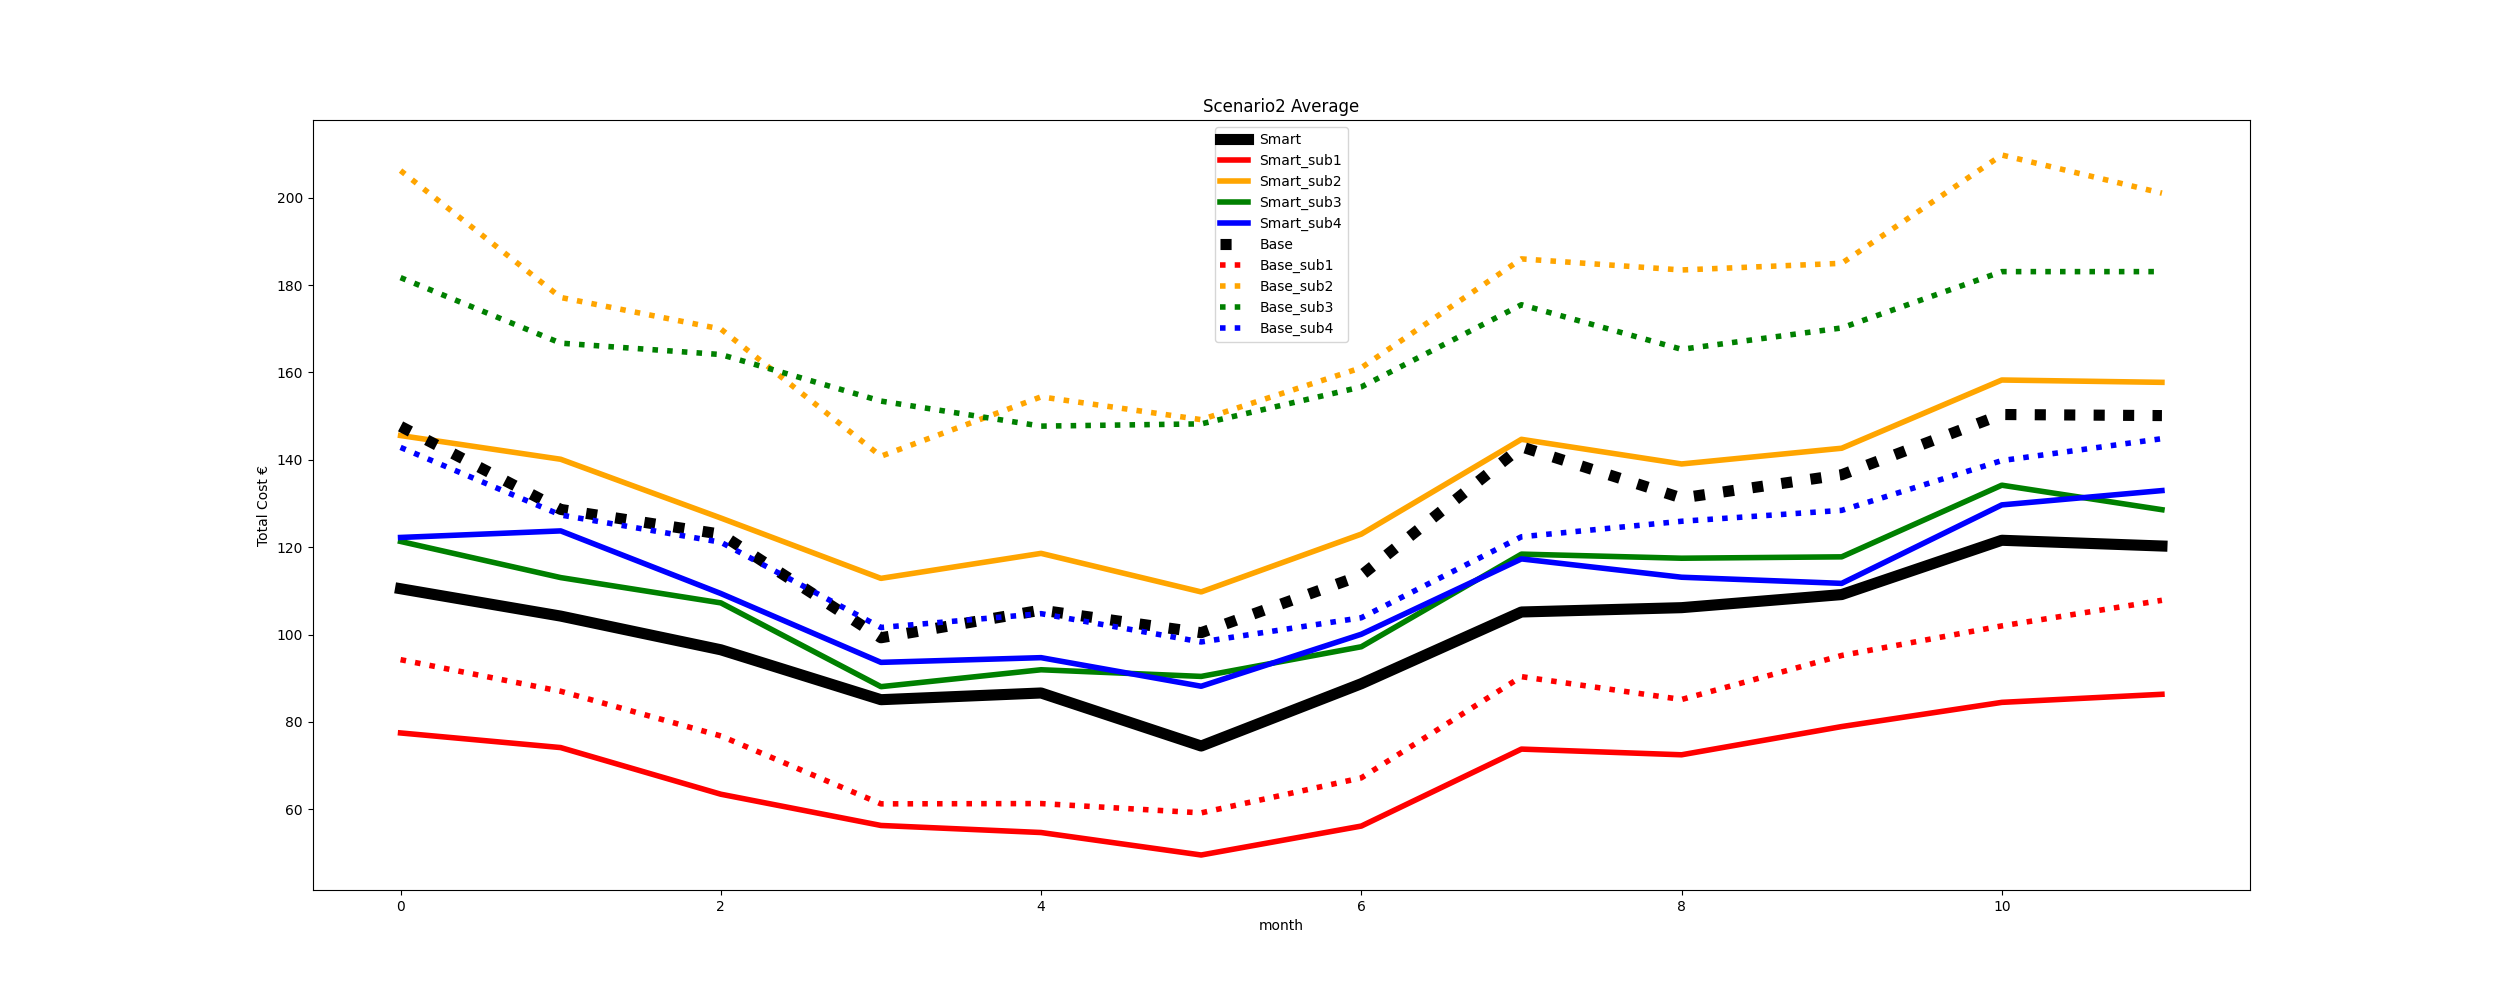 Scenario2 Average
Smart
Smart_sub1
Smart_sub2
Smart_sub3
Smart_sub4
Base
Base_sub1
Base_sub2
Base_sub3
Base_sub4
Total Cost €
200
180
160
140
120
100
80
60
0 2 4 6 8 10
month